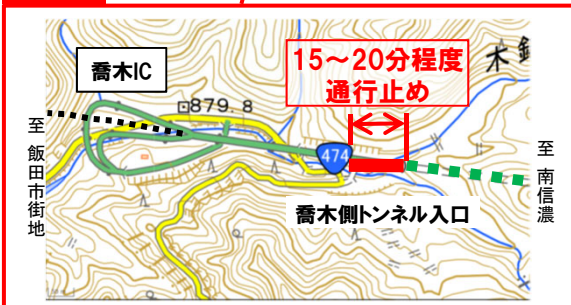 喬木IC
879.8
15～20分程度
通行止め
木
至 飯田市街地
474
至 南信濃
喬木側トンネル入口